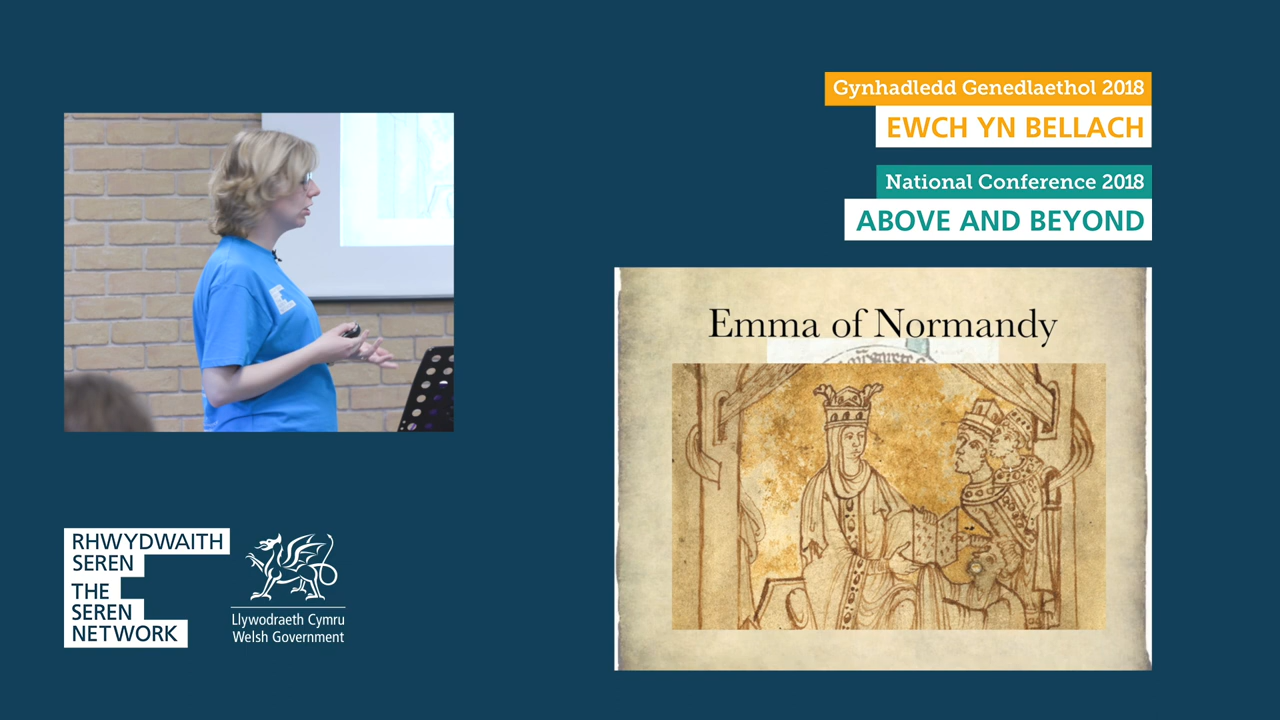 Gynhadledd Genedlaethol 2018
EWCH YN BELLACH
National Conference 2018
ABOVE AND BEYOND
Emma of Normandy
RHWYDWAITH
SEREN
THE
SEREN
NETWORK
Llywodraeth Cymru
Welsh Government